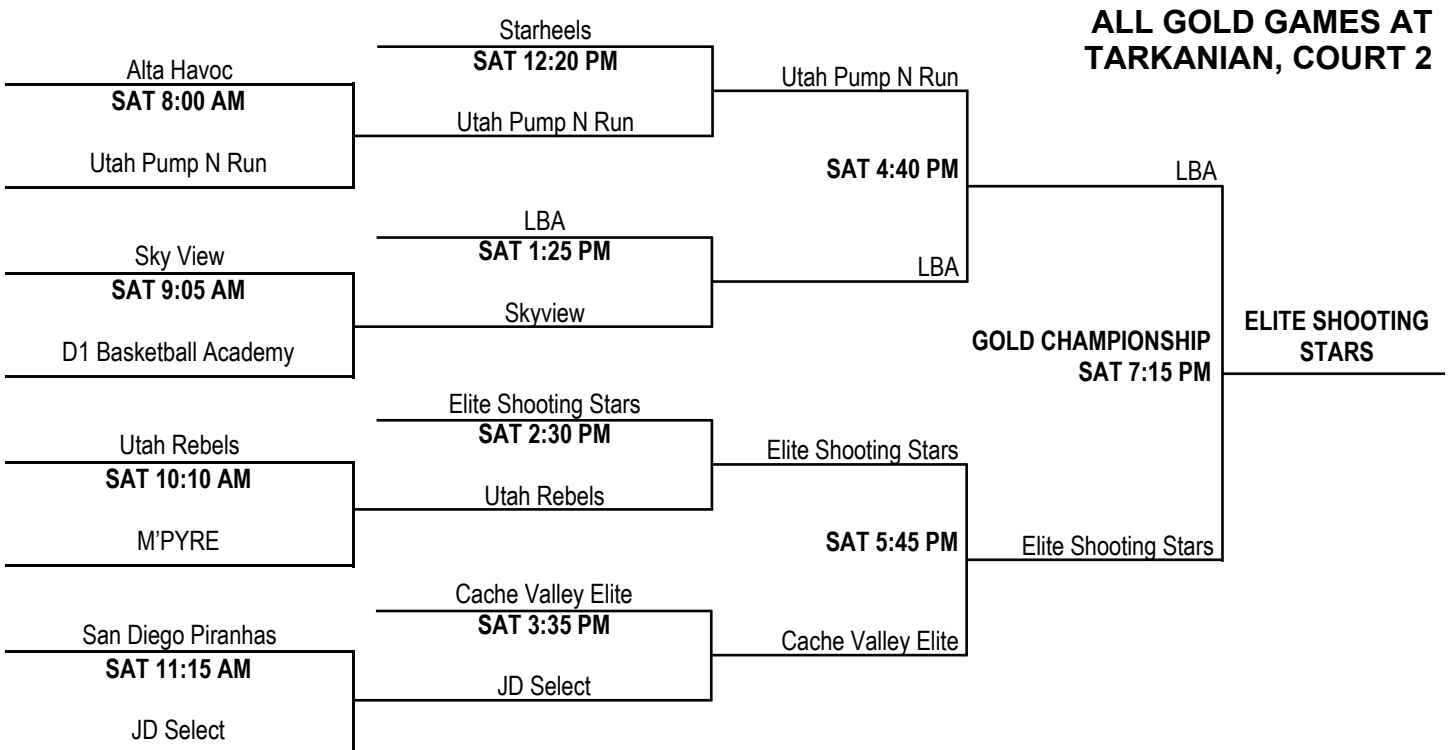 ALL GOLD GAMES AT
TARKANIAN, COURT 2
Alta Havoc
SAT 8:00 AM
Utah Pump N Run
Sky View
SAT 9:05 AM
D1 Basketball Academy
Utah Rebels
SAT 10:10 AM
M'PYRE
San Diego Piranhas
SAT 11:15 AM
JD Select
Starheels
SAT 12:20 PM
Utah Pump N Run
LBA
SAT 1:25 PM
Skyview
Elite Shooting Stars
SAT 2:30 PM
Utah Rebels
Cache Valley Elite
SAT 3:35 PM
JD Select
Utah Pump N Run
SAT 4:40 PM
LBA
Elite Shooting Stars
SAT 5:45 PM
Cache Valley Elite
LBA
GOLD CHAMPIONSHIP
SAT 7:15 PM
Elite Shooting Stars
ELITE SHOOTING
STARS